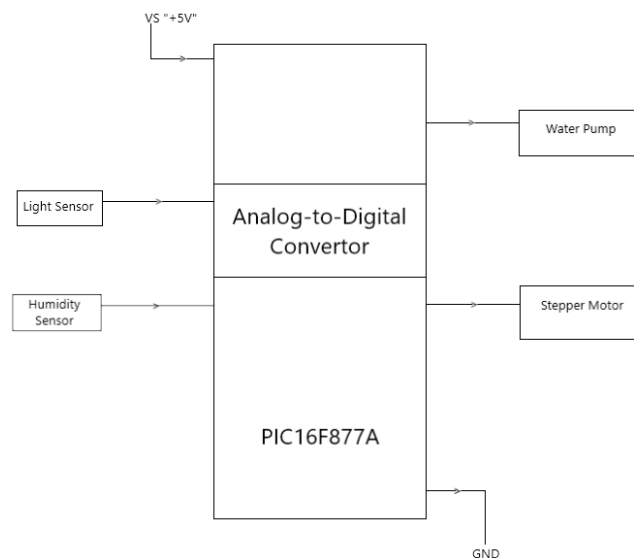 VS "+5V"
Water Pump
Light Sensor
Analog-to-Digital
Convertor
Humidity
Sensor
Stepper Motor
PIC16F877A
GND